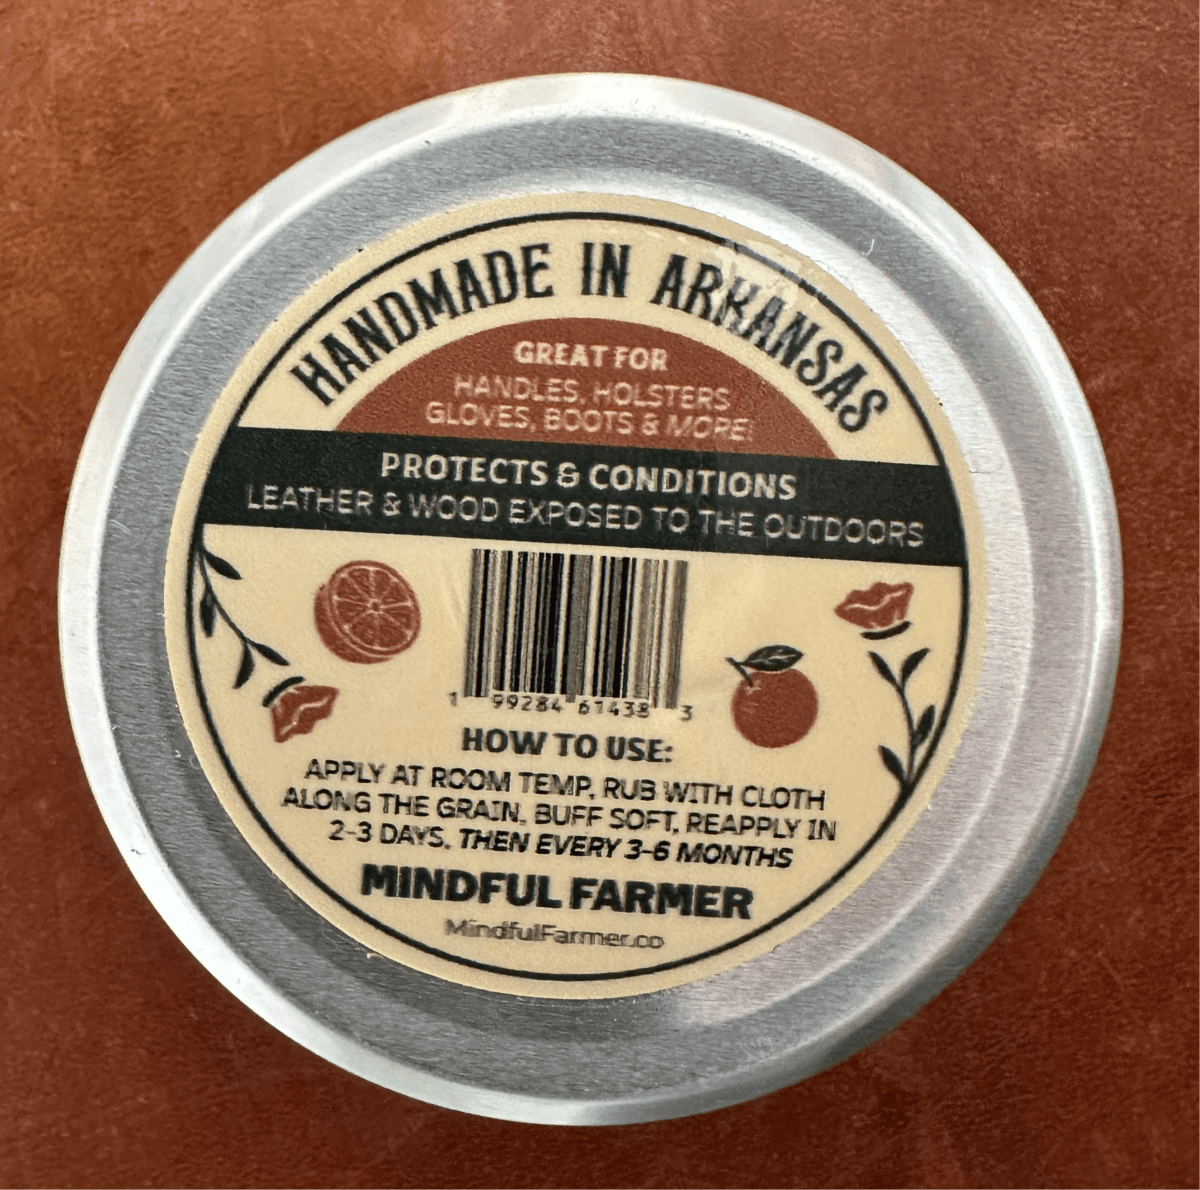 HANDMADE IN ARKANSAS
GREAT FOR
HANDLES, HOLSTERS
GLOVES, BOOTS & MORE!
PROTECTS & CONDITIONS
LEATHER & WOOD EXPOSED TO THE OUTDOORS
1 99284 61438 3
HOW TO USE:
APPLY AT ROOM TEMP, RUB WITH CLOTH
ALONG THE GRAIN, BUFF SOFT, REAPPLY IN
2-3 DAYS, THEN EVERY 3-6 MONTHS
MINDFUL FARMER
MindfulFarmer.co